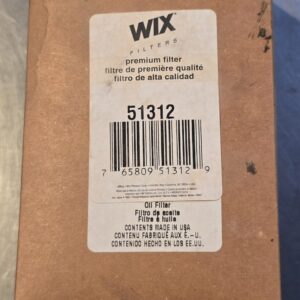 WIX
FILTERS
premium filter
filtre de première qualité
filtro de alta calidad
51312
7 65809 51312 9
Oil Filter
Filtro de aceite
Filtre à huile
CONTENTS MADE IN USA
CONTENU FABRIQUÉ AUX É.-U.
CONTENIDO HECHO EN LOS EE.UU.